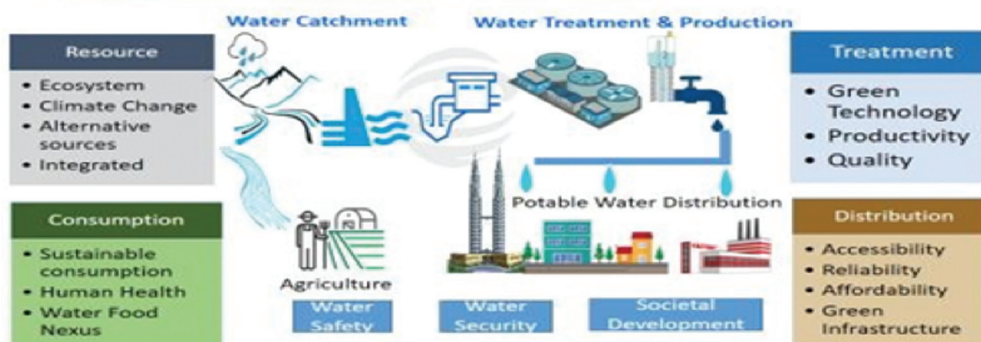 Water Catchment
Water Treatment & Production
Resource
• Ecosystem
• Climate Change
• Alternative
sources
• Integrated
Treatment
• Green
Technology
• Productivity
• Quality
Potable Water Distribution
Consumption
• Sustainable
consumption
• Human Health
• Water Food
Nexus
Agriculture
Distribution
• Accessibility
• Reliability
• Affordability
• Green
Infrastructure
Water
Safety
Water
Security
Societal
Development